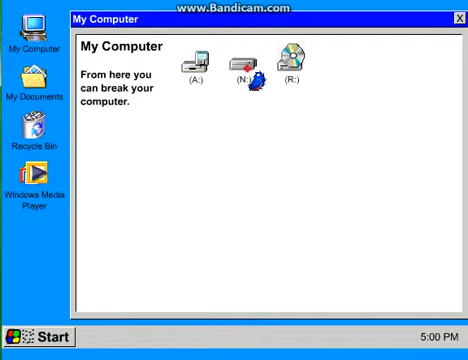 www.Bandicam.com
My Computer
My Computer
My Computer
From here you
can break your
computer.
(A:)
(N:)
(R:)
My Documents
Recycle Bin
Windows Media
Player
Start
5:00 PM